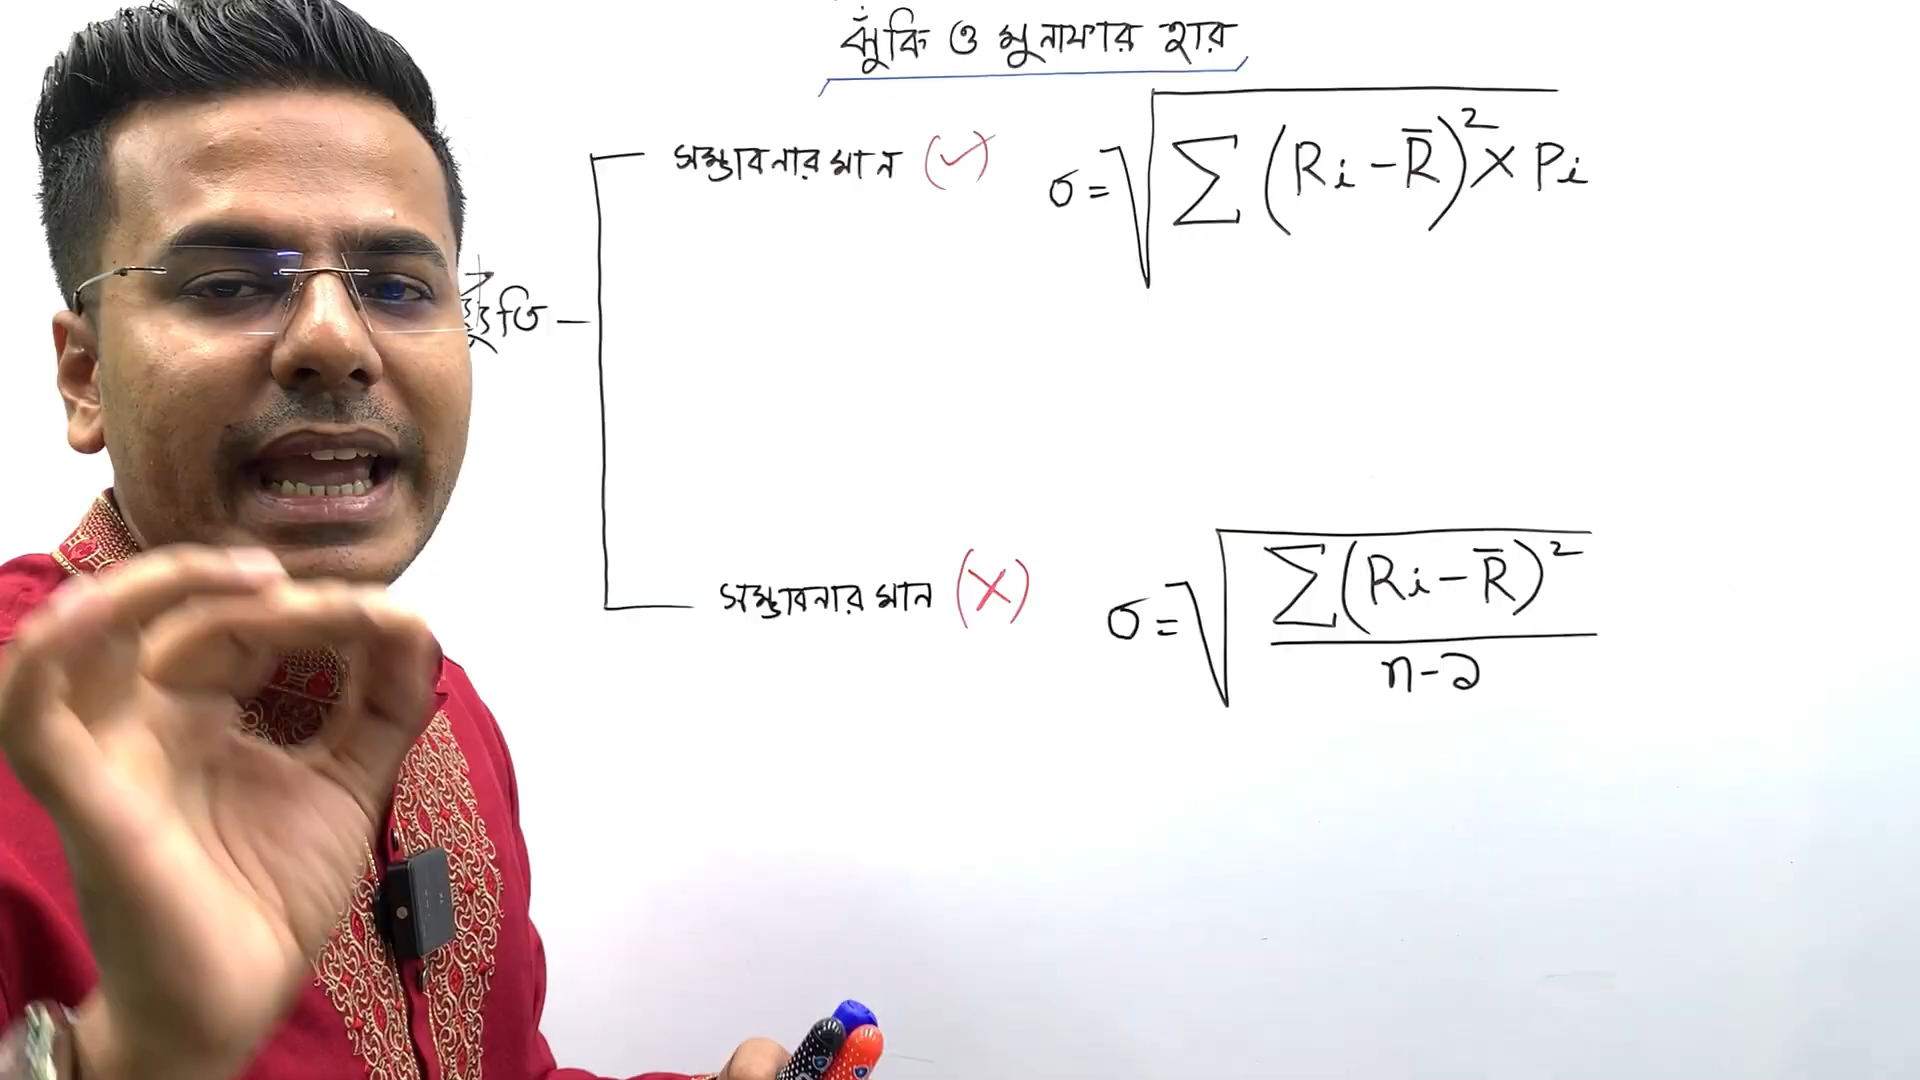 ঝুঁকি ও মুনাফার হার
সম্ভাবনার মান (✓) σ = √ Σ (Ri - R̄)² × Pi
সম্ভাবনার মান (X) σ = √ Σ(Ri - R̄)² / n-১